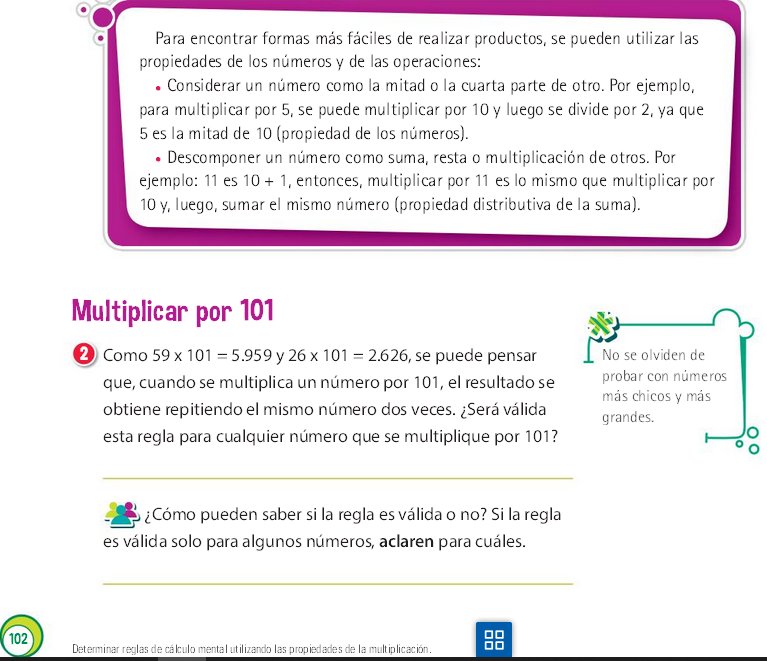 Para encontrar formas más fáciles de realizar productos, se pueden utilizar las
propiedades de los números y de las operaciones:
• Considerar un número como la mitad o la cuarta parte de otro. Por ejemplo,
para multiplicar por 5, se puede multiplicar por 10 y luego se divide por 2, ya que
5 es la mitad de 10 (propiedad de los números).
• Descomponer un número como suma, resta o multiplicación de otros. Por
ejemplo: 11 es 10 + 1, entonces, multiplicar por 11 es lo mismo que multiplicar por
10 y, luego, sumar el mismo número (propiedad distributiva de la suma).
Multiplicar por 101
2 Como 59 x 101 = 5.959 y 26 x 101 = 2.626, se puede pensar
que, cuando se multiplica un número por 101, el resultado se
obtiene repitiendo el mismo número dos veces. ¿Será válida
esta regla para cualquier número que se multiplique por 101?
No se olviden de
probar con números
más chicos y más
grandes.
¿Cómo pueden saber si la regla es válida o no? Si la regla
es válida solo para algunos números, aclaren para cuáles.
102
Determinar reglas de cálculo mental utilizando las propiedades de la multiplicación.